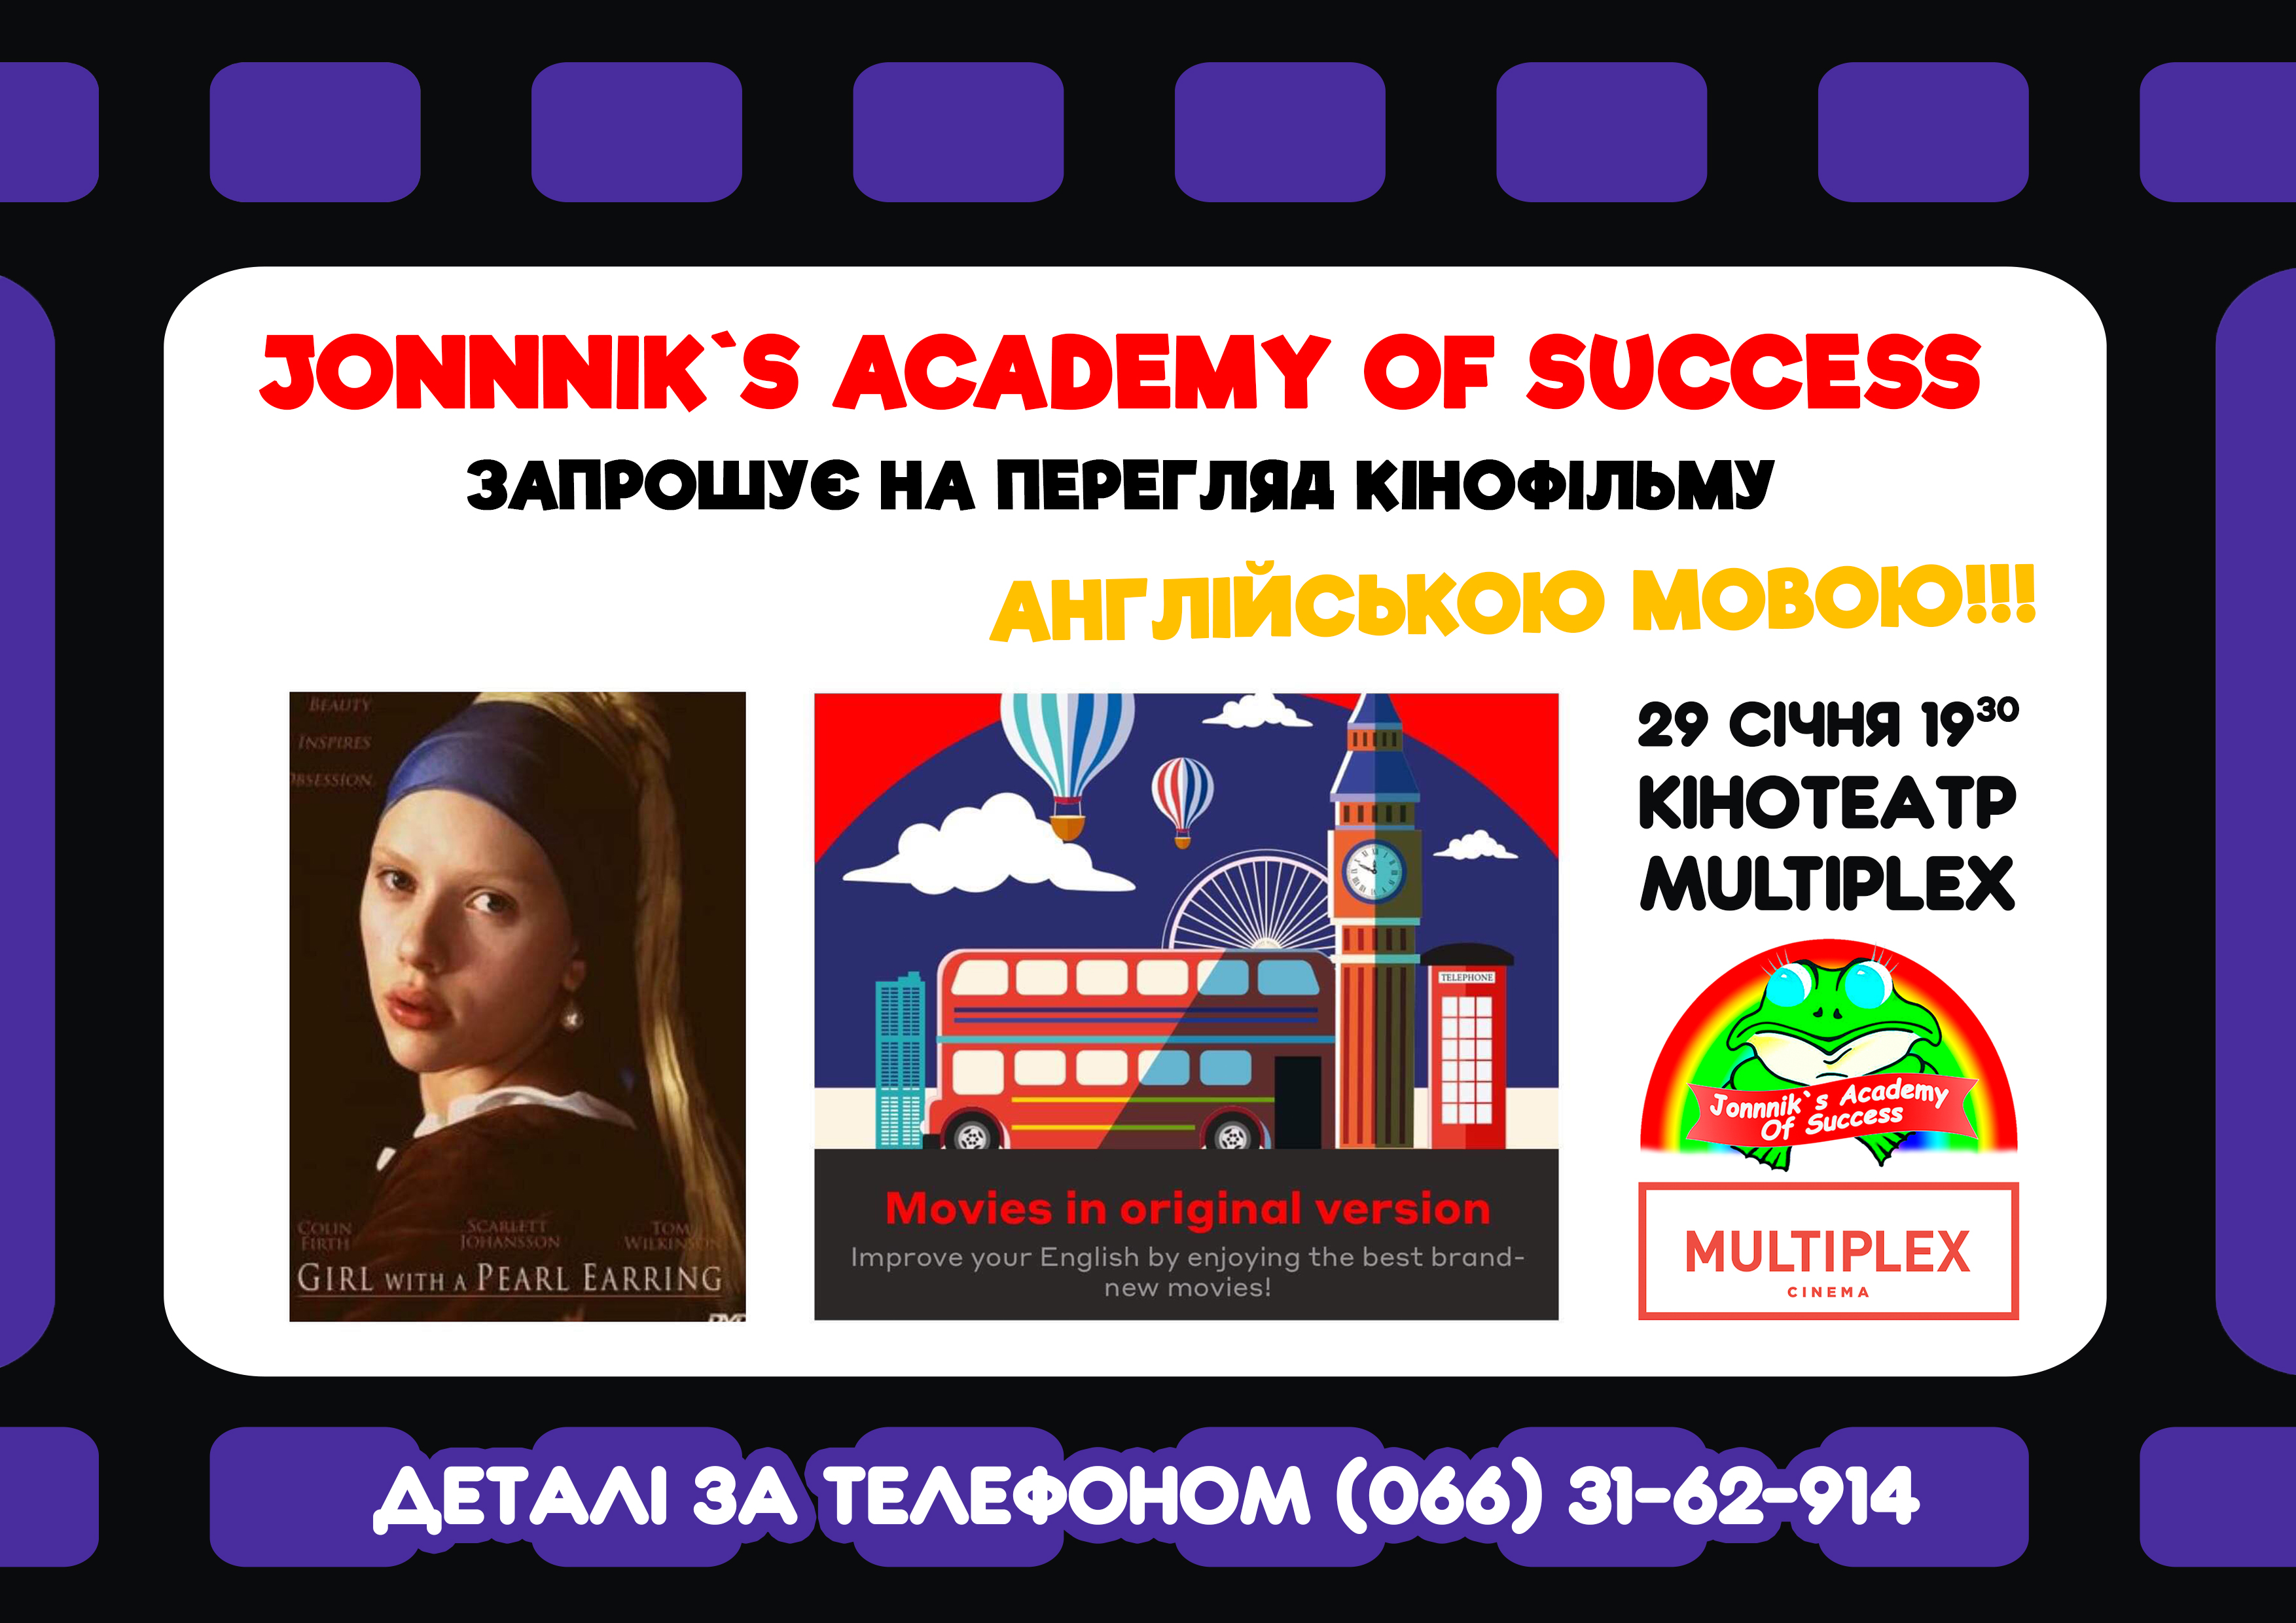 JONNNIK`S ACADEMY OF SUCCESS
ЗАПРОШУЄ НА ПЕРЕГЛЯД КІНОФІЛЬМУ
АНГЛІЙСЬКОЮ МОВОЮ!!!
BEAUTY
INSPIRES
OBSESSION
COLIN FIRTH
SCARLETT JOHANSSON
TOM WILKINSON
GIRL WITH A PEARL EARRING
TELEPHONE
Movies in original version
Improve your English by enjoying the best brand-
new movies!
29 СІЧНЯ 19³⁰
КІНОТЕАТР
MULTIPLEX
Jonnnik`s Academy
Of Success
MULTIPLEX
CINEMA
ДЕТАЛІ ЗА ТЕЛЕФОНОМ (066) 31-62-914